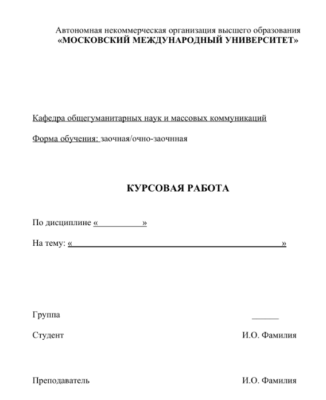 Автономная некоммерческая организация высшего образования
«МОСКОВСКИЙ МЕЖДУНАРОДНЫЙ УНИВЕРСИТЕТ»
Кафедра общегуманитарных наук и массовых коммуникаций
Форма обучения: заочная/очно-заочная
КУРСОВАЯ РАБОТА
По дисциплине «__________»
На тему: «______________________________________________»
Группа ______
Студент И.О. Фамилия
Преподаватель И.О. Фамилия